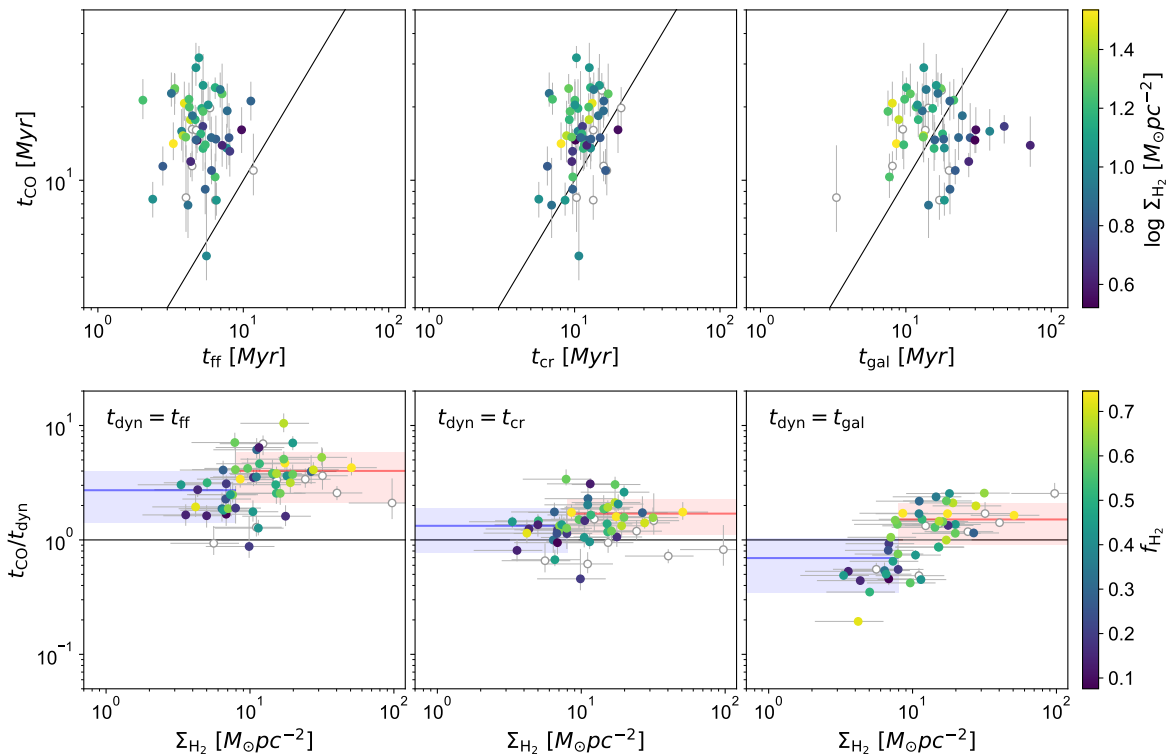 t_CO [Myr]
10^1
10^0 10^1 10^2
t_ff [Myr]
10^0 10^1 10^2
t_cr [Myr]
10^0 10^1 10^2
t_gal [Myr]
1.4
1.2
1.0
0.8
0.6
log Σ_H2 [M⊙pc^−2]
t_CO/t_dyn
10^1
10^0
10^−1
t_dyn = t_ff
t_dyn = t_cr
t_dyn = t_gal
10^0 10^1 10^2
Σ_H2 [M⊙pc^−2]
10^0 10^1 10^2
Σ_H2 [M⊙pc^−2]
10^0 10^1 10^2
Σ_H2 [M⊙pc^−2]
0.7
0.6
0.5
0.4
0.3
0.2
0.1
f_H2